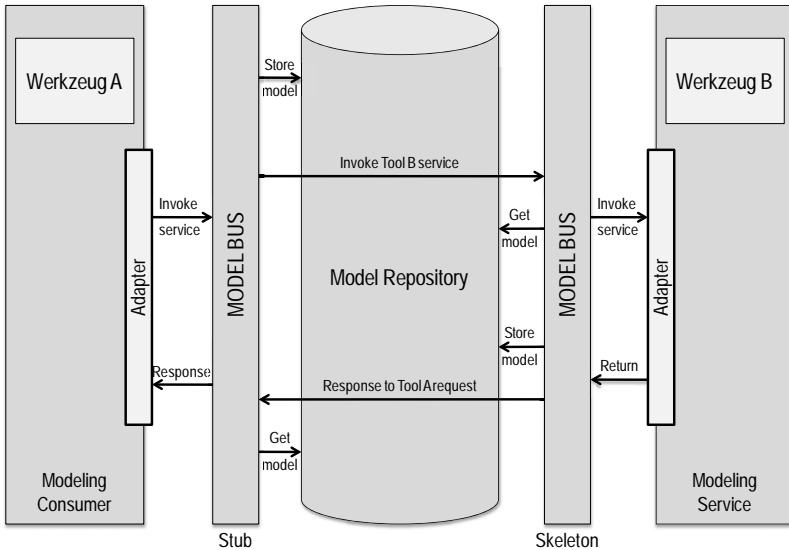 Werkzeug A
Werkzeug B
Store
model
Invoke Tool B service
Invoke
service
Get
model
Invoke
service
Adapter
MODEL BUS
Model Repository
MODEL BUS
Adapter
Store
model
Response
Response to Tool Arequest
Return
Get
model
Modeling
Consumer
Modeling
Service
Stub
Skeleton